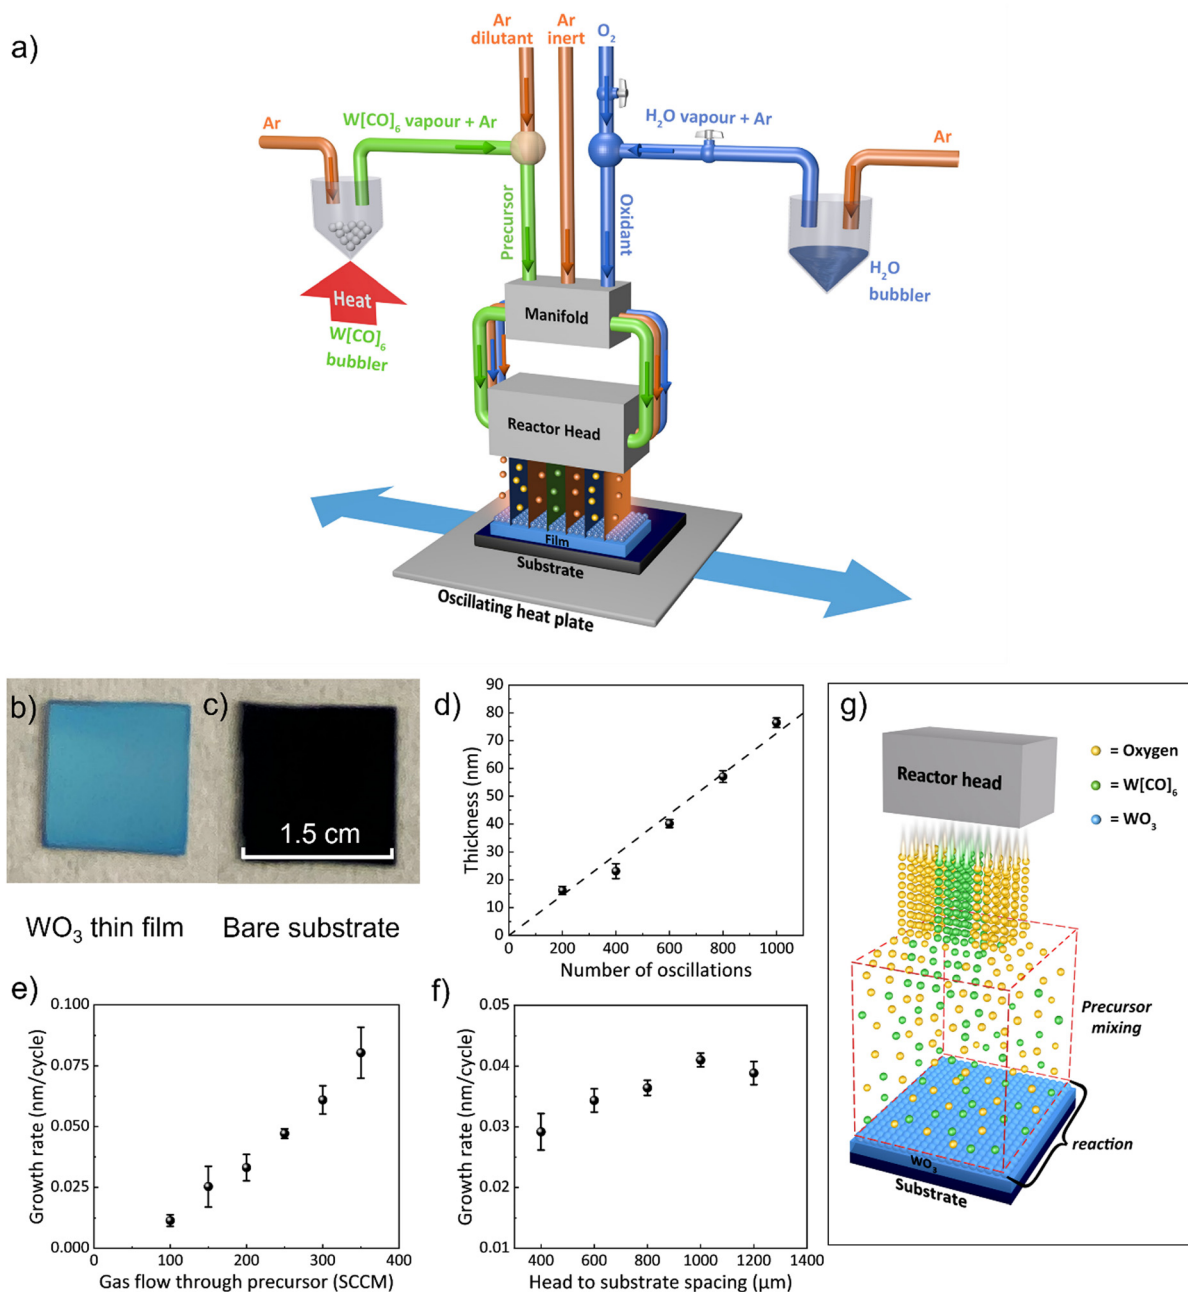 a)
Ar
dilutant
Ar
inert
O₂
Ar
W[CO]₆ vapour + Ar
H₂O vapour + Ar
Ar
Precursor
Oxidant
Heat
W[CO]₆
bubbler
H₂O
bubbler
Manifold
Reactor Head
Film
Substrate
Oscillating heat plate
b)
c)
1.5 cm
WO₃ thin film
Bare substrate
d)
Thickness (nm)
90
80
70
60
50
40
30
20
10
0
0
200
400
600
800
1000
Number of oscillations
e)
Growth rate (nm/cycle)
0.100
0.075
0.050
0.025
0.000
0
100
200
300
400
Gas flow through precursor (SCCM)
f)
Growth rate (nm/cycle)
0.05
0.04
0.03
0.02
0.01
400
600
800
1000
1200
Head to substrate spacing (μm)
g)
Reactor head
= Oxygen
= W[CO]₆
= WO₃
Precursor
mixing
reaction
WO₃
Substrate